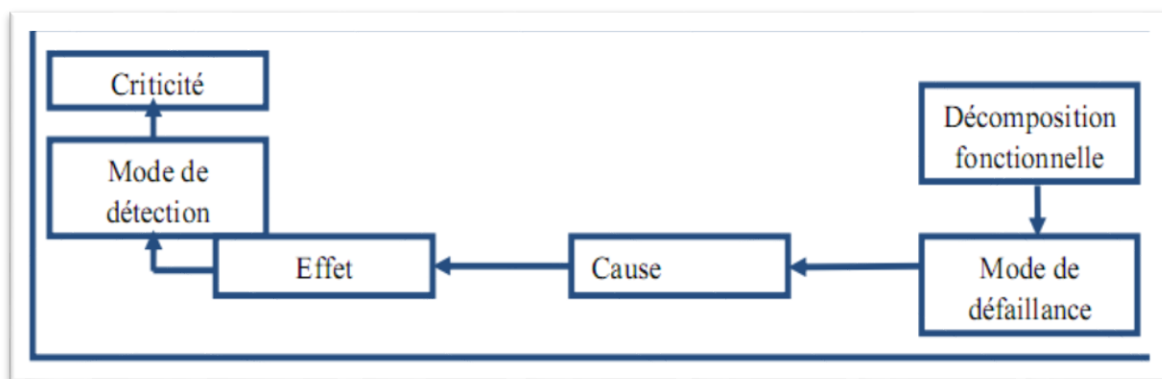 Criticité
Mode de
détection
Effet
Cause
Décomposition
fonctionnelle
Mode de
défaillance